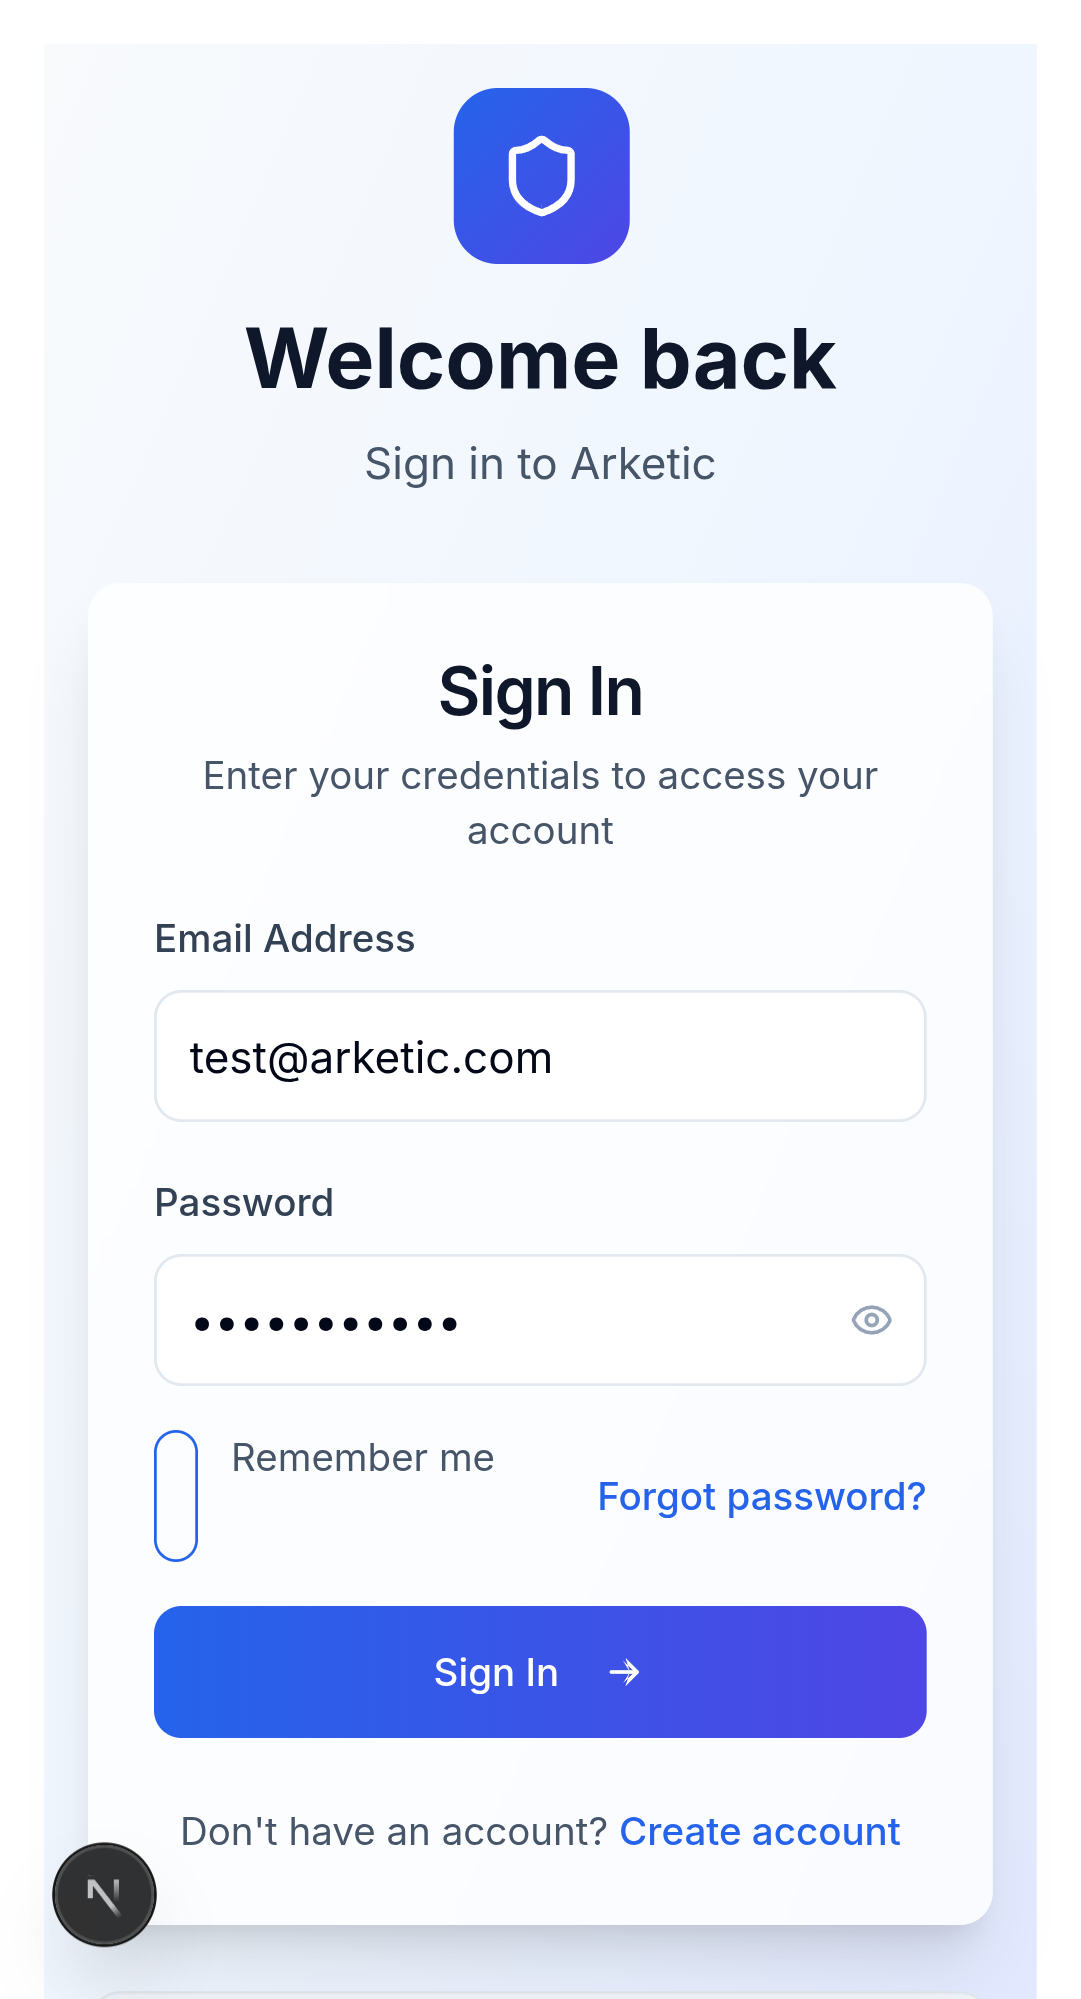 Welcome back
Sign in to Arketic
Sign In
Enter your credentials to access your
account
Email Address
test@arketic.com
Password
•••••••••••
Remember me
Forgot password?
Sign In
Don't have an account? Create account
N